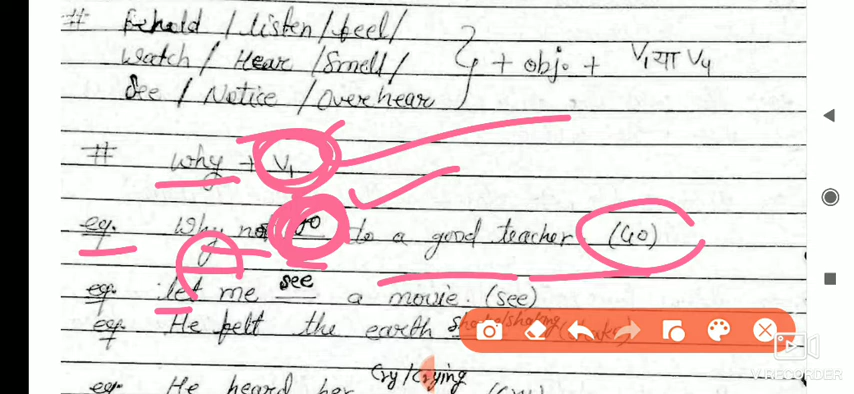 # Behold / Listen / feel /
Watch / Hear / Smell /
See / Notice / Overhear } + obj. + V₁ या V₄
# Why + V₁
eg. Why not go to a good teacher (Go)
eg. let me see a movie. (see)
eg. He felt the earth shake/shaking
eg. He heard her Cry/Crying
V RECORDER